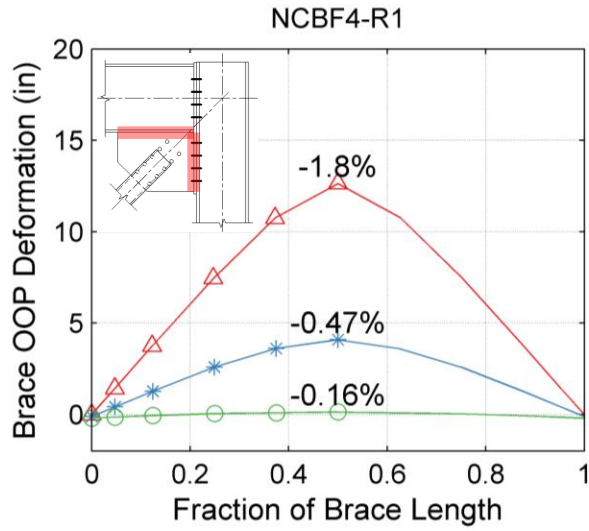 NCBF4-R1
20
15
10
5
0
Brace OOP Deformation (in)
-1.8%
-0.47%
-0.16%
0 0.2 0.4 0.6 0.8 1
Fraction of Brace Length